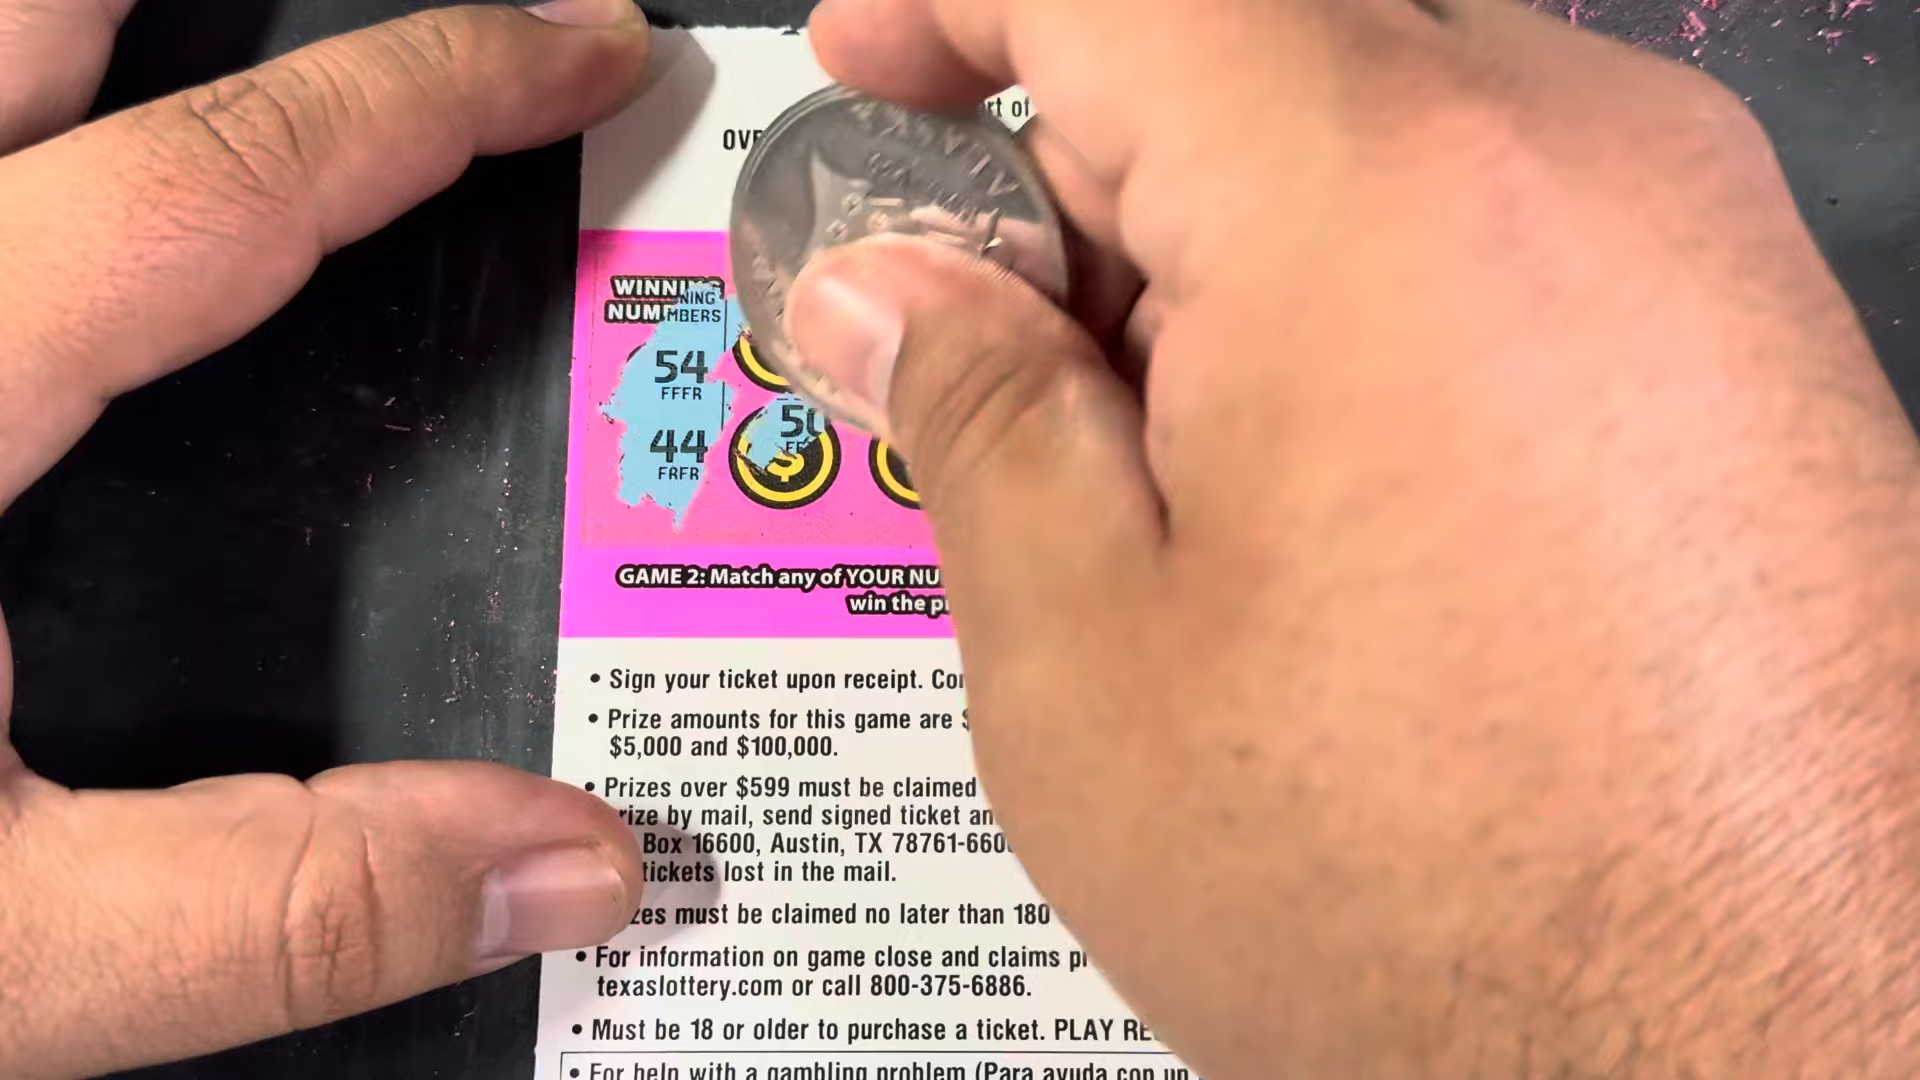 rt of
OVE
ALASKA
WINNING
NUMBERS
54
FFFR
44
FRFR
50
$
GAME 2: Match any of YOUR NU
win the p
• Sign your ticket upon receipt. Co
• Prize amounts for this game are $
$5,000 and $100,000.
• Prizes over $599 must be claimed
rize by mail, send signed ticket an
Box 16600, Austin, TX 78761-660
tickets lost in the mail.
zes must be claimed no later than 180
• For information on game close and claims p
texaslottery.com or call 800-375-6886.
• Must be 18 or older to purchase a ticket. PLAY RE
• For help with a gambling problem (Para ayuda con un